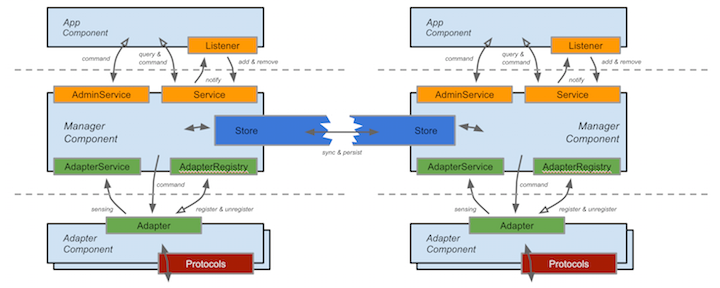 App
Component
Listener
command
query &
command
add & remove
notify
AdminService
Service
Manager
Component
Store
AdapterService
AdapterRegistry
command
sensing
register & unregister
Adapter
Adapter
Component
Protocols
sync & persist
App
Component
Listener
command
query &
command
add & remove
notify
AdminService
Service
Store
Manager
Component
AdapterService
AdapterRegistry
command
sensing
register & unregister
Adapter
Adapter
Component
Protocols